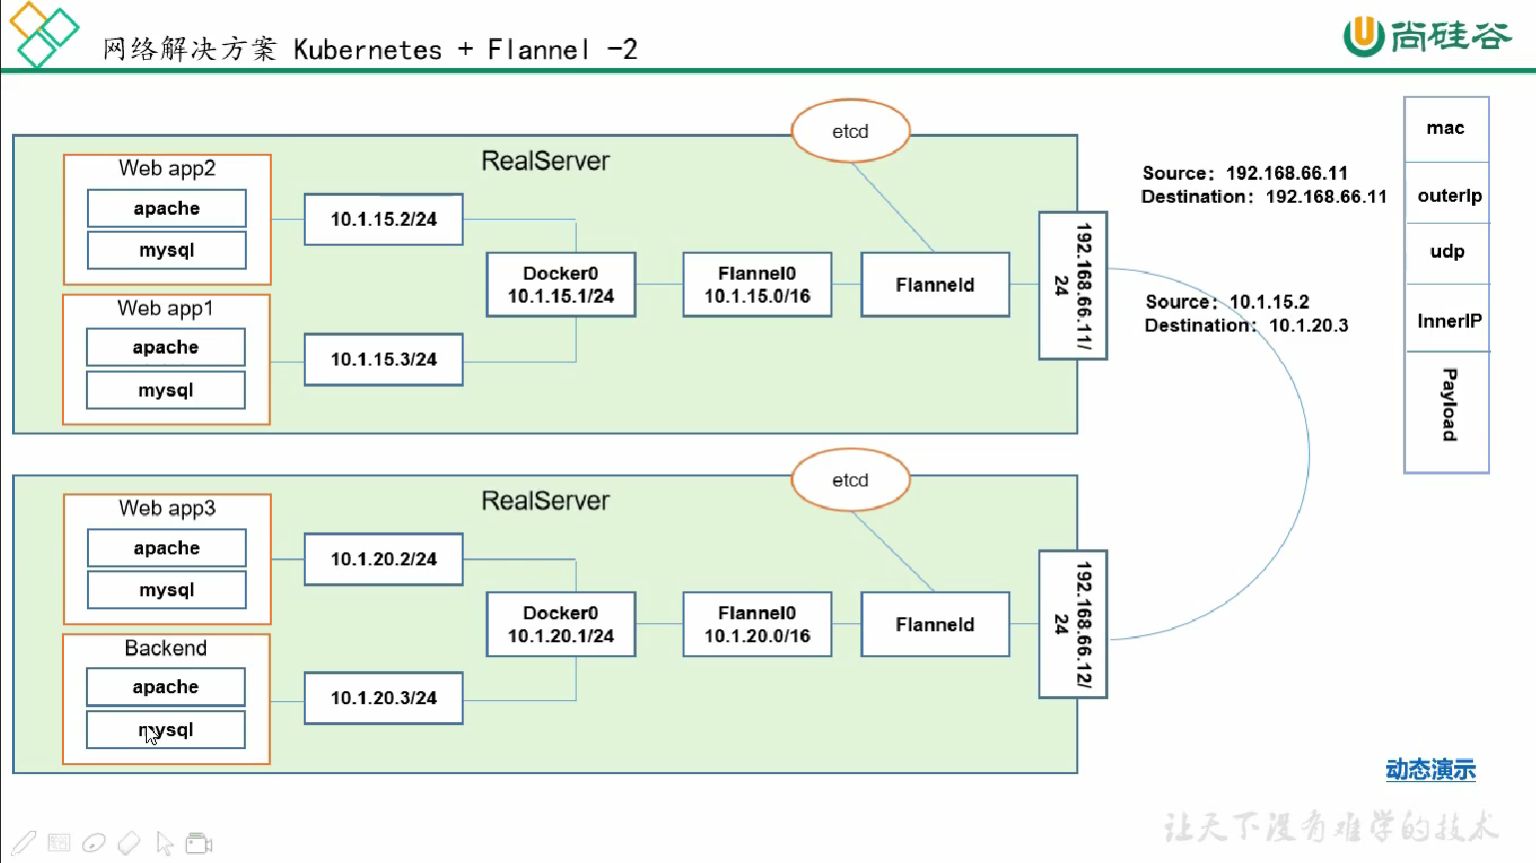 网络解决方案 Kubernetes + Flannel -2
尚硅谷
RealServer
etcd
Web app2
apache
mysql
10.1.15.2/24
Web app1
apache
mysql
10.1.15.3/24
Docker0
10.1.15.1/24
Flannel0
10.1.15.0/16
Flanneld
192.168.66.11/
24
Source：192.168.66.11
Destination：192.168.66.11
Source：10.1.15.2
Destination：10.1.20.3
mac
outerIp
udp
InnerIP
Payload
RealServer
etcd
Web app3
apache
mysql
10.1.20.2/24
Backend
apache
mysql
10.1.20.3/24
Docker0
10.1.20.1/24
Flannel0
10.1.20.0/16
Flanneld
192.168.66.12/
24
动态演示
让天下没有难学的技术